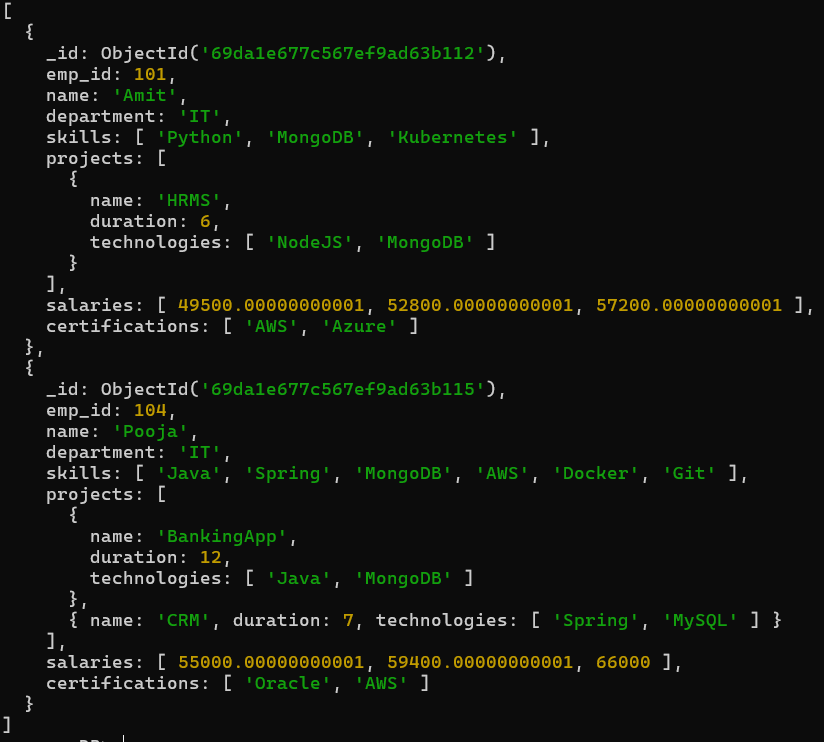 [
  {
    _id: ObjectId('69da1e677c567ef9ad63b112'),
    emp_id: 101,
    name: 'Amit',
    department: 'IT',
    skills: [ 'Python', 'MongoDB', 'Kubernetes' ],
    projects: [
      {
        name: 'HRMS',
        duration: 6,
        technologies: [ 'NodeJS', 'MongoDB' ]
      }
    ],
    salaries: [ 49500.00000000001, 52800.00000000001, 57200.00000000001 ],
    certifications: [ 'AWS', 'Azure' ]
  },
  {
    _id: ObjectId('69da1e677c567ef9ad63b115'),
    emp_id: 104,
    name: 'Pooja',
    department: 'IT',
    skills: [ 'Java', 'Spring', 'MongoDB', 'AWS', 'Docker', 'Git' ],
    projects: [
      {
        name: 'BankingApp',
        duration: 12,
        technologies: [ 'Java', 'MongoDB' ]
      },
      { name: 'CRM', duration: 7, technologies: [ 'Spring', 'MySQL' ] }
    ],
    salaries: [ 55000.00000000001, 59400.00000000001, 66000 ],
    certifications: [ 'Oracle', 'AWS' ]
  }
]